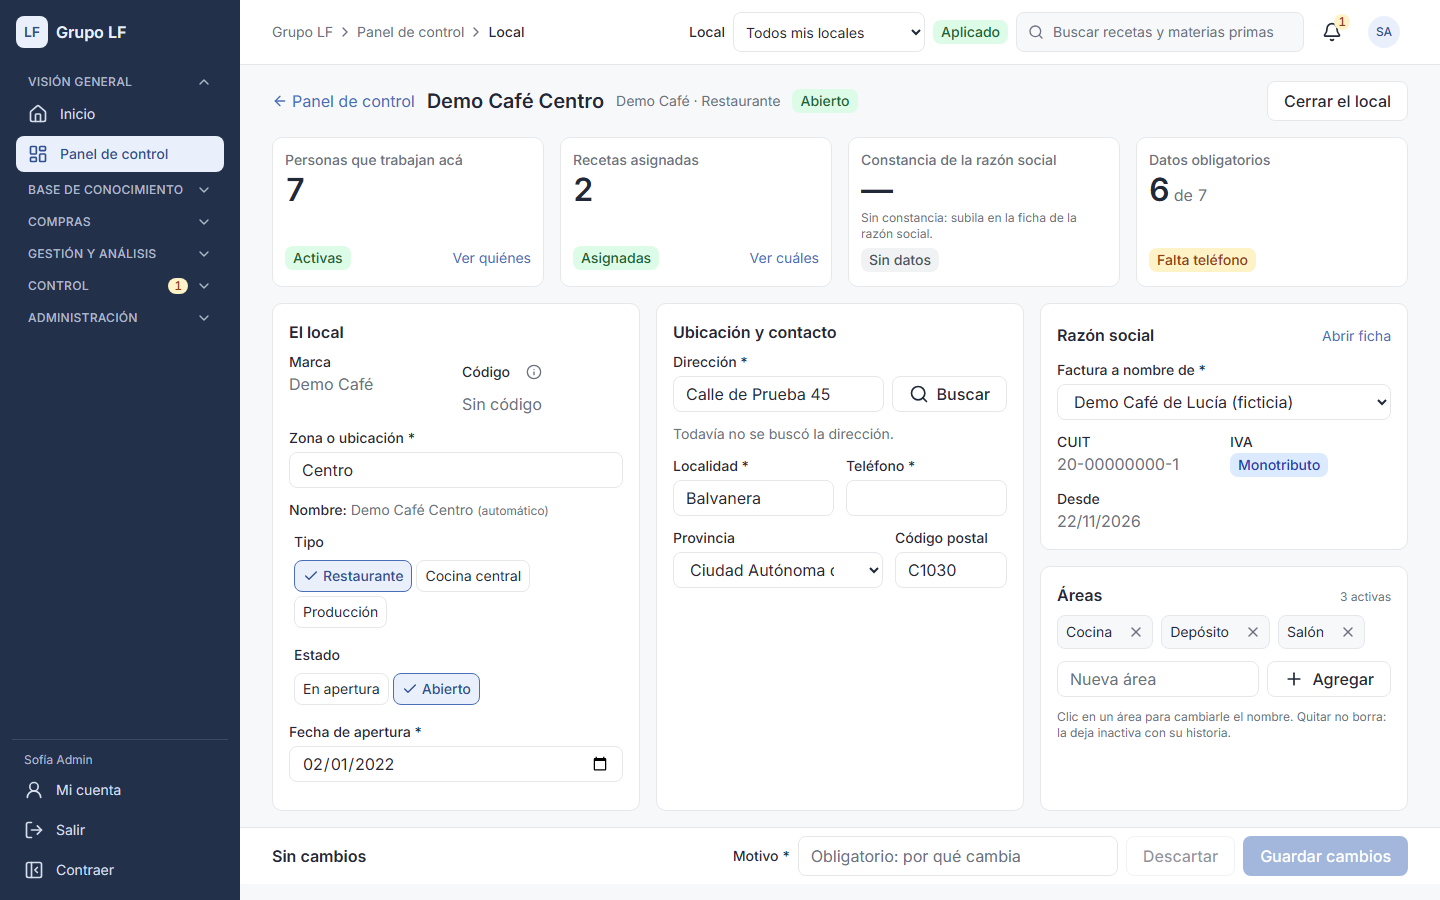 LF Grupo LF
VISIÓN GENERAL
Inicio
Panel de control
BASE DE CONOCIMIENTO
COMPRAS
GESTIÓN Y ANÁLISIS
CONTROL 1
ADMINISTRACIÓN
Sofía Admin
Mi cuenta
Salir
Contraer
Grupo LF > Panel de control > Local
Local Todos mis locales Aplicado Buscar recetas y materias primas 1 SA
← Panel de control Demo Café Centro Demo Café · Restaurante Abierto Cerrar el local
Personas que trabajan acá
7
Activas Ver quiénes
Recetas asignadas
2
Asignadas Ver cuáles
Constancia de la razón social
—
Sin constancia: subila en la ficha de la
razón social.
Sin datos
Datos obligatorios
6 de 7
Falta teléfono
El local
Marca
Demo Café
Código
Sin código
Zona o ubicación *
Centro
Nombre: Demo Café Centro (automático)
Tipo
Restaurante Cocina central
Producción
Estado
En apertura Abierto
Fecha de apertura *
02/01/2022
Ubicación y contacto
Dirección *
Calle de Prueba 45 Buscar
Todavía no se buscó la dirección.
Localidad * Teléfono *
Balvanera
Provincia Código postal
Ciudad Autónoma C1030
Razón social Abrir ficha
Factura a nombre de *
Demo Café de Lucía (ficticia)
CUIT IVA
20-00000000-1 Monotributo
Desde
22/11/2026
Áreas 3 activas
Cocina Depósito Salón
Nueva área Agregar
Clic en un área para cambiarle el nombre. Quitar no borra:
la deja inactiva con su historia.
Sin cambios Motivo * Obligatorio: por qué cambia Descartar Guardar cambios